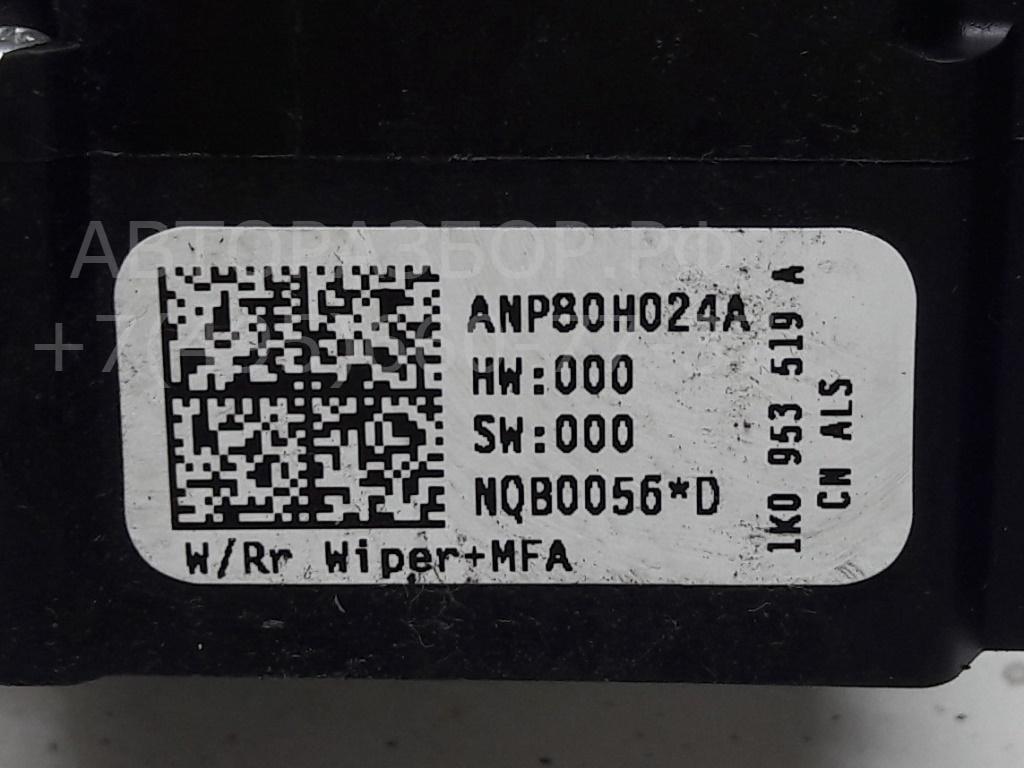 АВТОРАЗБОР.РФ
ANP80H024A
HW:000
SW:000
NQB0056*D
W/Rr Wiper+MFA
1K0 953 519 A
CN ALS